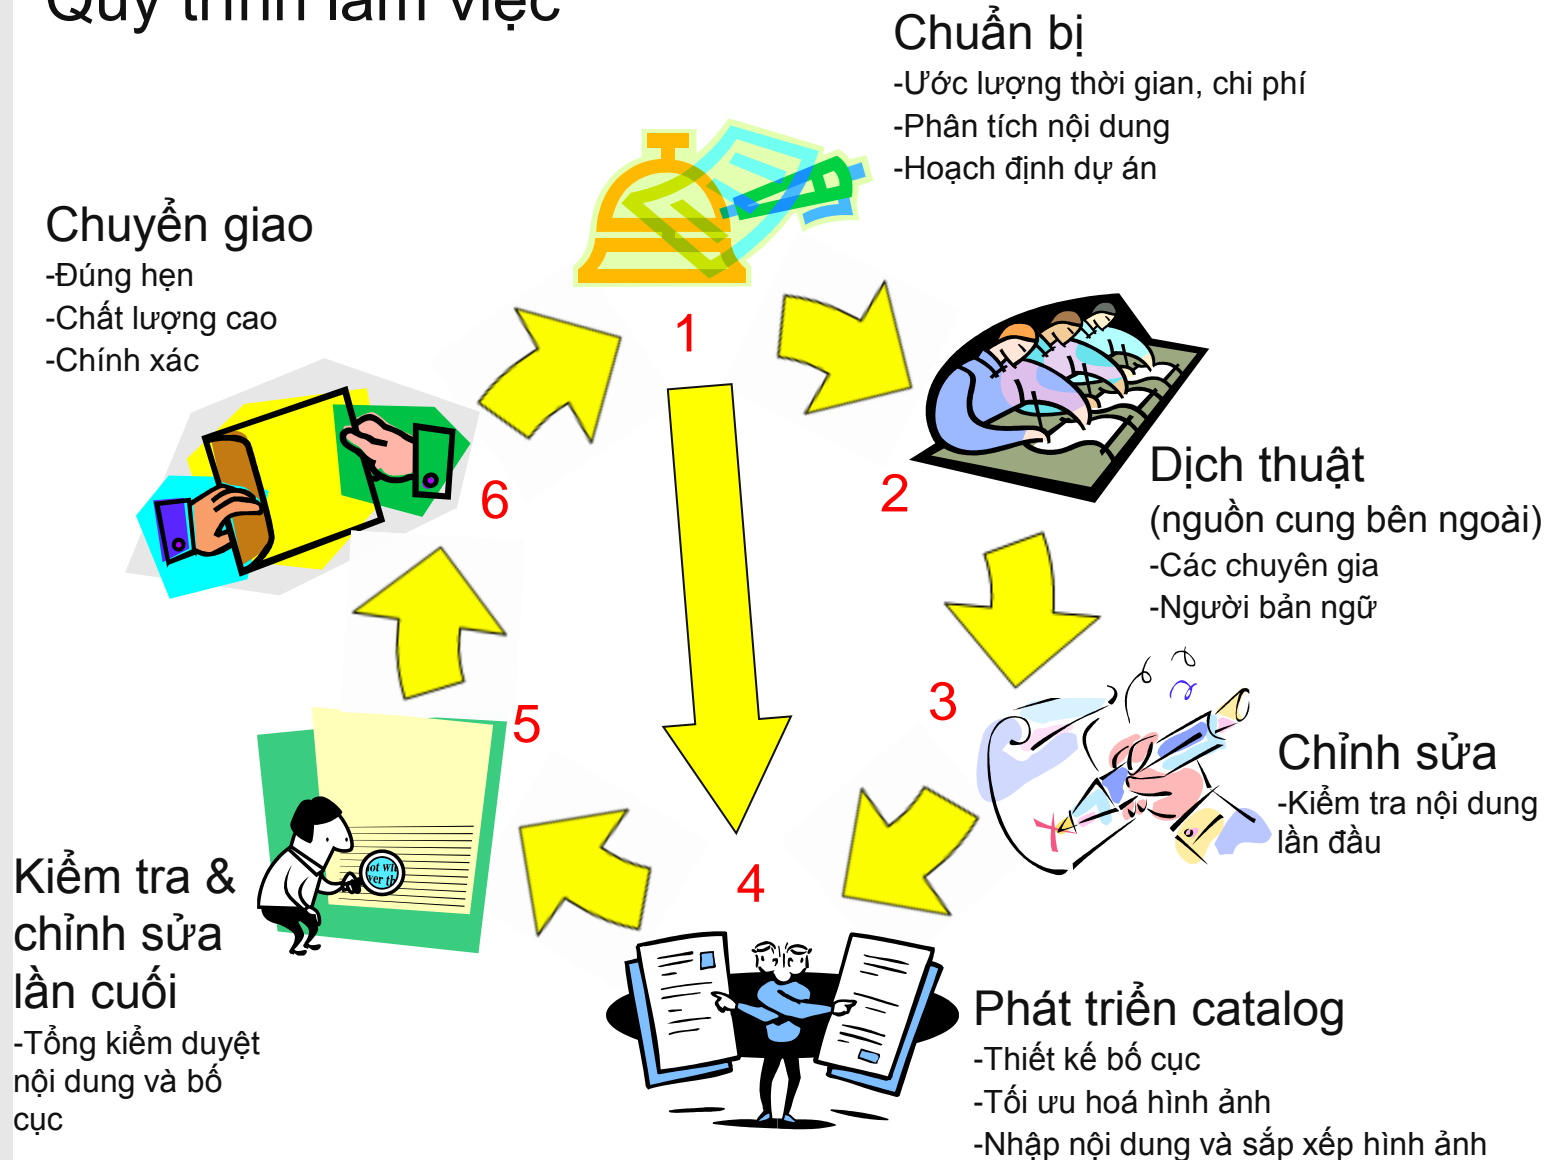 Quy trình làm việc
Chuẩn bị
-Ước lượng thời gian, chi phí
-Phân tích nội dung
-Hoạch định dự án
1
2
Dịch thuật
(nguồn cung bên ngoài)
-Các chuyên gia
-Người bản ngữ
3
Chỉnh sửa
-Kiểm tra nội dung
lần đầu
4
Phát triển catalog
-Thiết kế bố cục
-Tối ưu hoá hình ảnh
-Nhập nội dung và sắp xếp hình ảnh
5
Kiểm tra &
chỉnh sửa
lần cuối
-Tổng kiểm duyệt
nội dung và bố
cục
6
Chuyển giao
-Đúng hẹn
-Chất lượng cao
-Chính xác